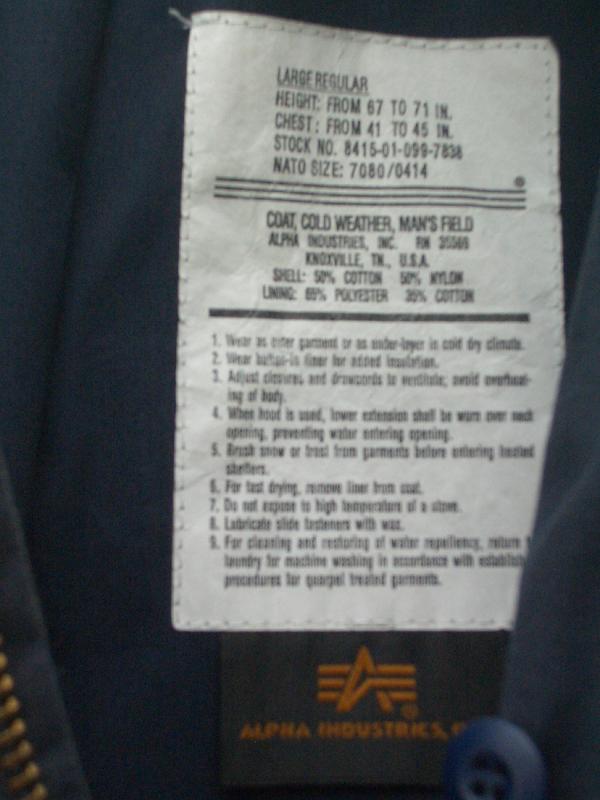 LARGE REGULAR
HEIGHT: FROM 67 TO 71 IN.
CHEST: FROM 41 TO 45 IN.
STOCK NO. 8415-01-099-7838
NATO SIZE: 7080/0414
COAT, COLD WEATHER, MAN'S FIELD
ALPHA INDUSTRIES, INC. RN 35569
KNOXVILLE, TN., U.S.A.
SHELL: 50% COTTON 50% NYLON
LINING: 65% POLYESTER 35% COTTON
1. Wear as outer garment or as under-layer in cold dry climate.
2. Wear button-in liner for added insulation.
3. Adjust closures and drawcords to ventilate; avoid overheat-
ing of body.
4. When hood is used, lower extension shall be worn over neck
opening, preventing water entering opening.
5. Brush snow or frost from garments before entering heated
shelters.
6. For fast drying, remove liner from coat.
7. Do not expose to high temperature of a stove.
8. Lubricate slide fasteners with wax.
9. For cleaning and restoring of water repellency, return
laundry for machine washing in accordance with establish
procedures for quarpel treated garments.
ALPHA INDUSTRIES,